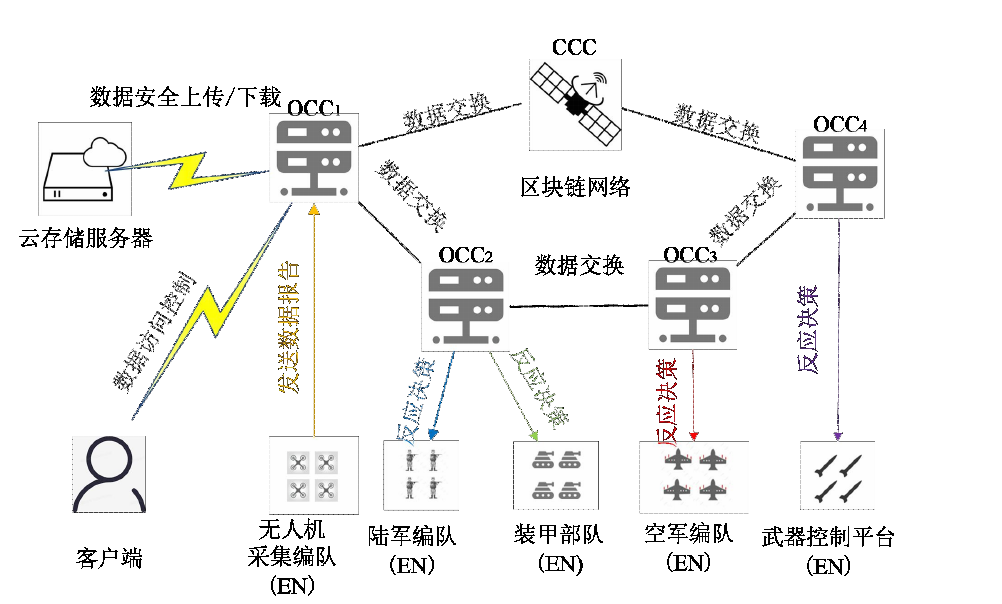 CCC
数据安全上传/下载
OCC1
数据交换
数据交换
OCC4
云存储服务器
数据交换
区块链网络
数据交换
OCC2
数据交换
OCC3
数据访问控制
发送数据报告
反应决策
反应决策
反应决策
反应决策
客户端
无人机
采集编队
(EN)
陆军编队
(EN)
装甲部队
(EN)
空军编队
(EN)
武器控制平台
(EN)